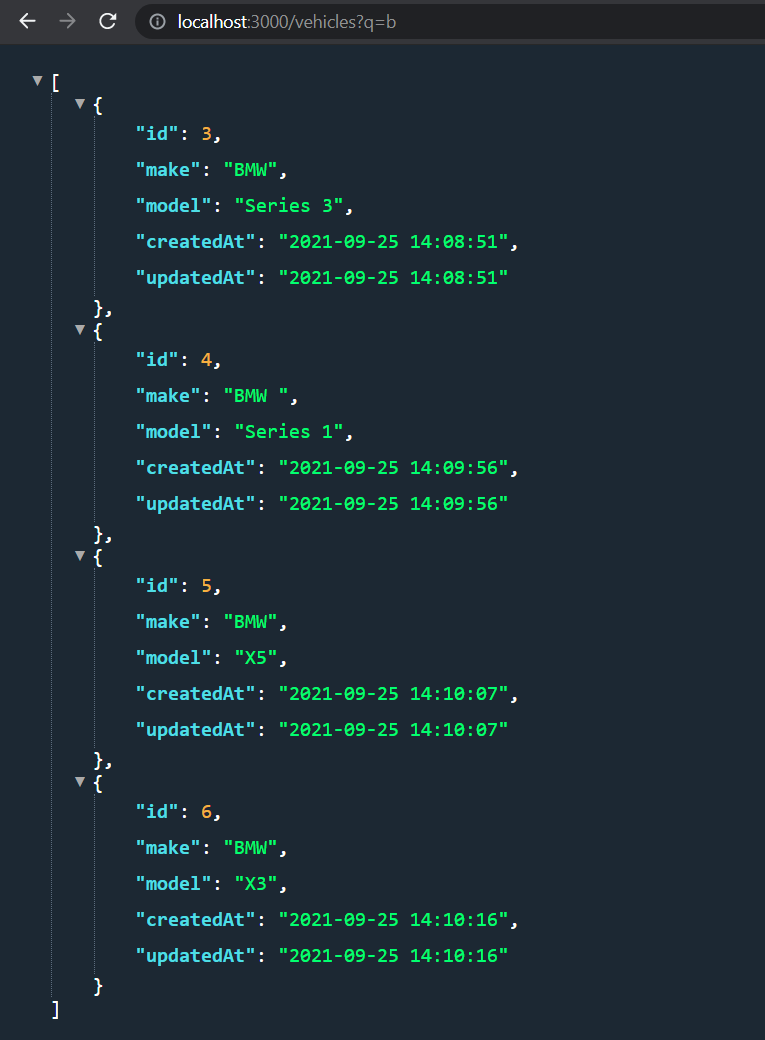 localhost:3000/vehicles?q=b
[
{
"id": 3,
"make": "BMW",
"model": "Series 3",
"createdAt": "2021-09-25 14:08:51",
"updatedAt": "2021-09-25 14:08:51"
},
{
"id": 4,
"make": "BMW ",
"model": "Series 1",
"createdAt": "2021-09-25 14:09:56",
"updatedAt": "2021-09-25 14:09:56"
},
{
"id": 5,
"make": "BMW",
"model": "X5",
"createdAt": "2021-09-25 14:10:07",
"updatedAt": "2021-09-25 14:10:07"
},
{
"id": 6,
"make": "BMW",
"model": "X3",
"createdAt": "2021-09-25 14:10:16",
"updatedAt": "2021-09-25 14:10:16"
}
]